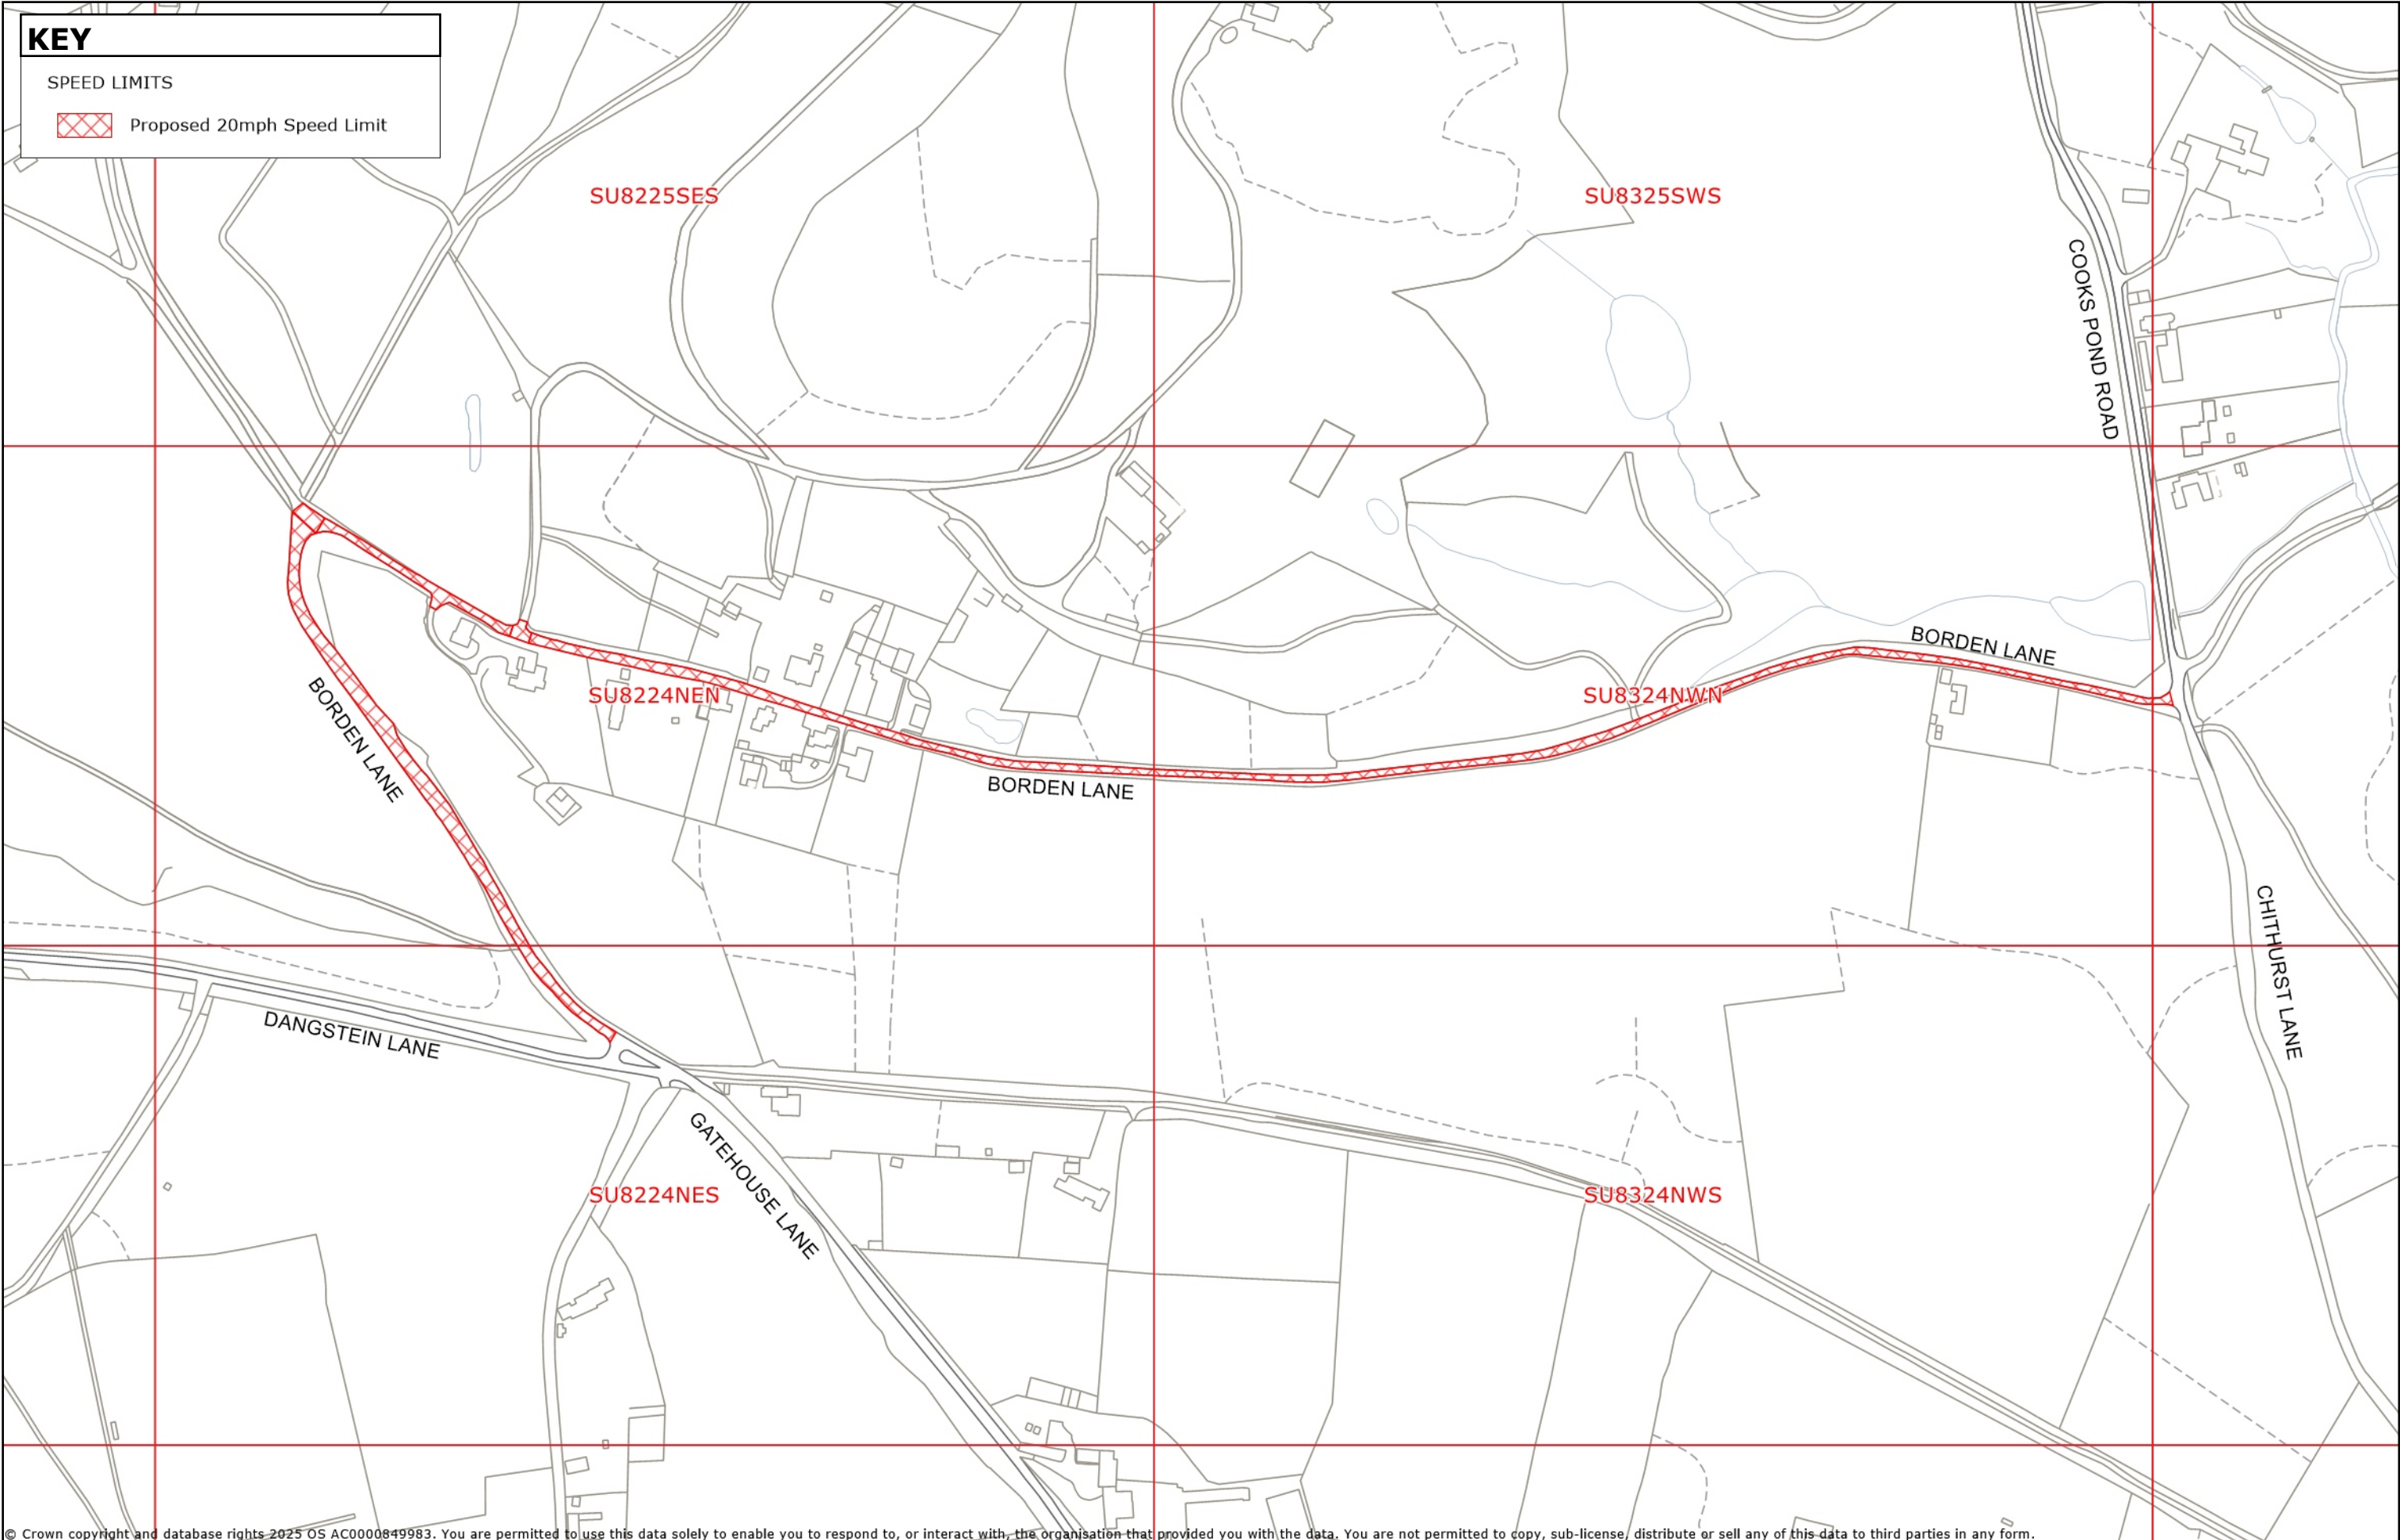 KEY
SPEED LIMITS
Proposed 20mph Speed Limit
SU8225SES
SU8325SWS
COOKS POND ROAD
BORDEN LANE
SU8224NEN
SU8324NWN
BORDEN LANE
BORDEN LANE
CHITHURST LANE
DANGSTEIN LANE
GATEHOUSE LANE
SU8224NES
SU8324NWS
© Crown copyright and database rights 2025 OS AC0000849983. You are permitted to use this data solely to enable you to respond to, or interact with, the organisation that provided you with the data. You are not permitted to copy, sub-license, distribute or sell any of this data to third parties in any form.